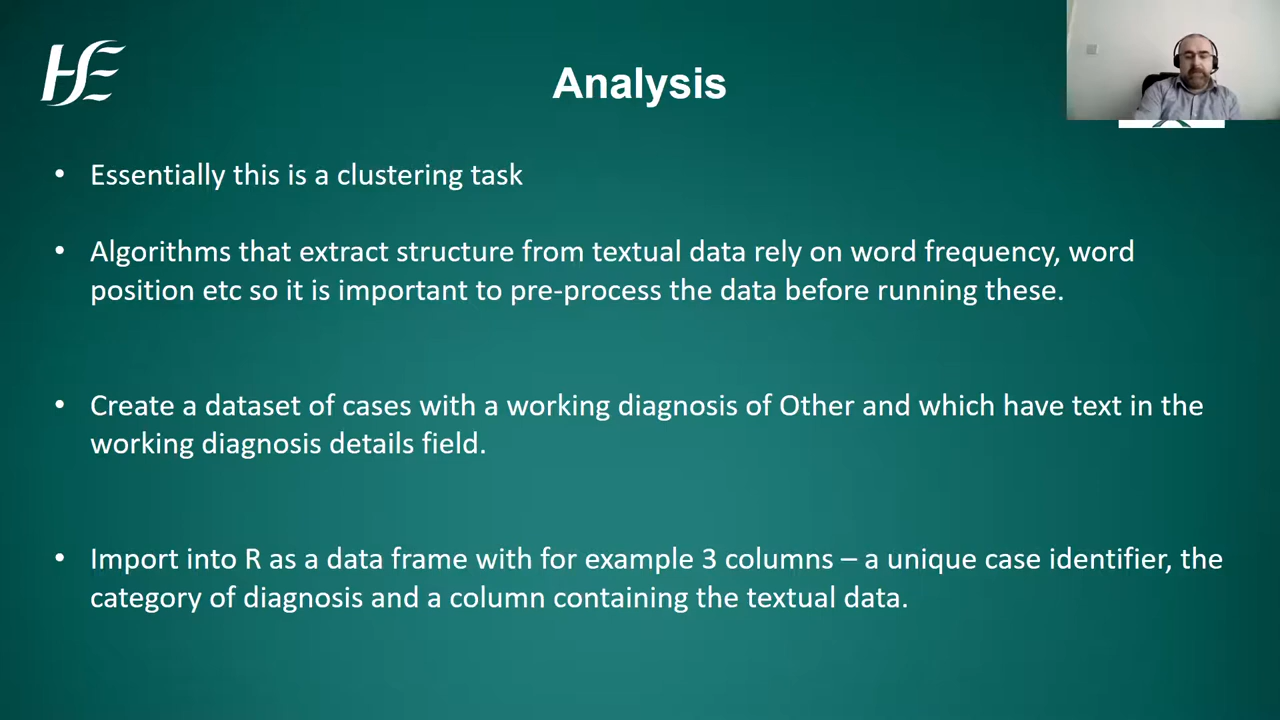 HSE
Analysis
• Essentially this is a clustering task
• Algorithms that extract structure from textual data rely on word frequency, word
position etc so it is important to pre-process the data before running these.
• Create a dataset of cases with a working diagnosis of Other and which have text in the
working diagnosis details field.
• Import into R as a data frame with for example 3 columns – a unique case identifier, the
category of diagnosis and a column containing the textual data.